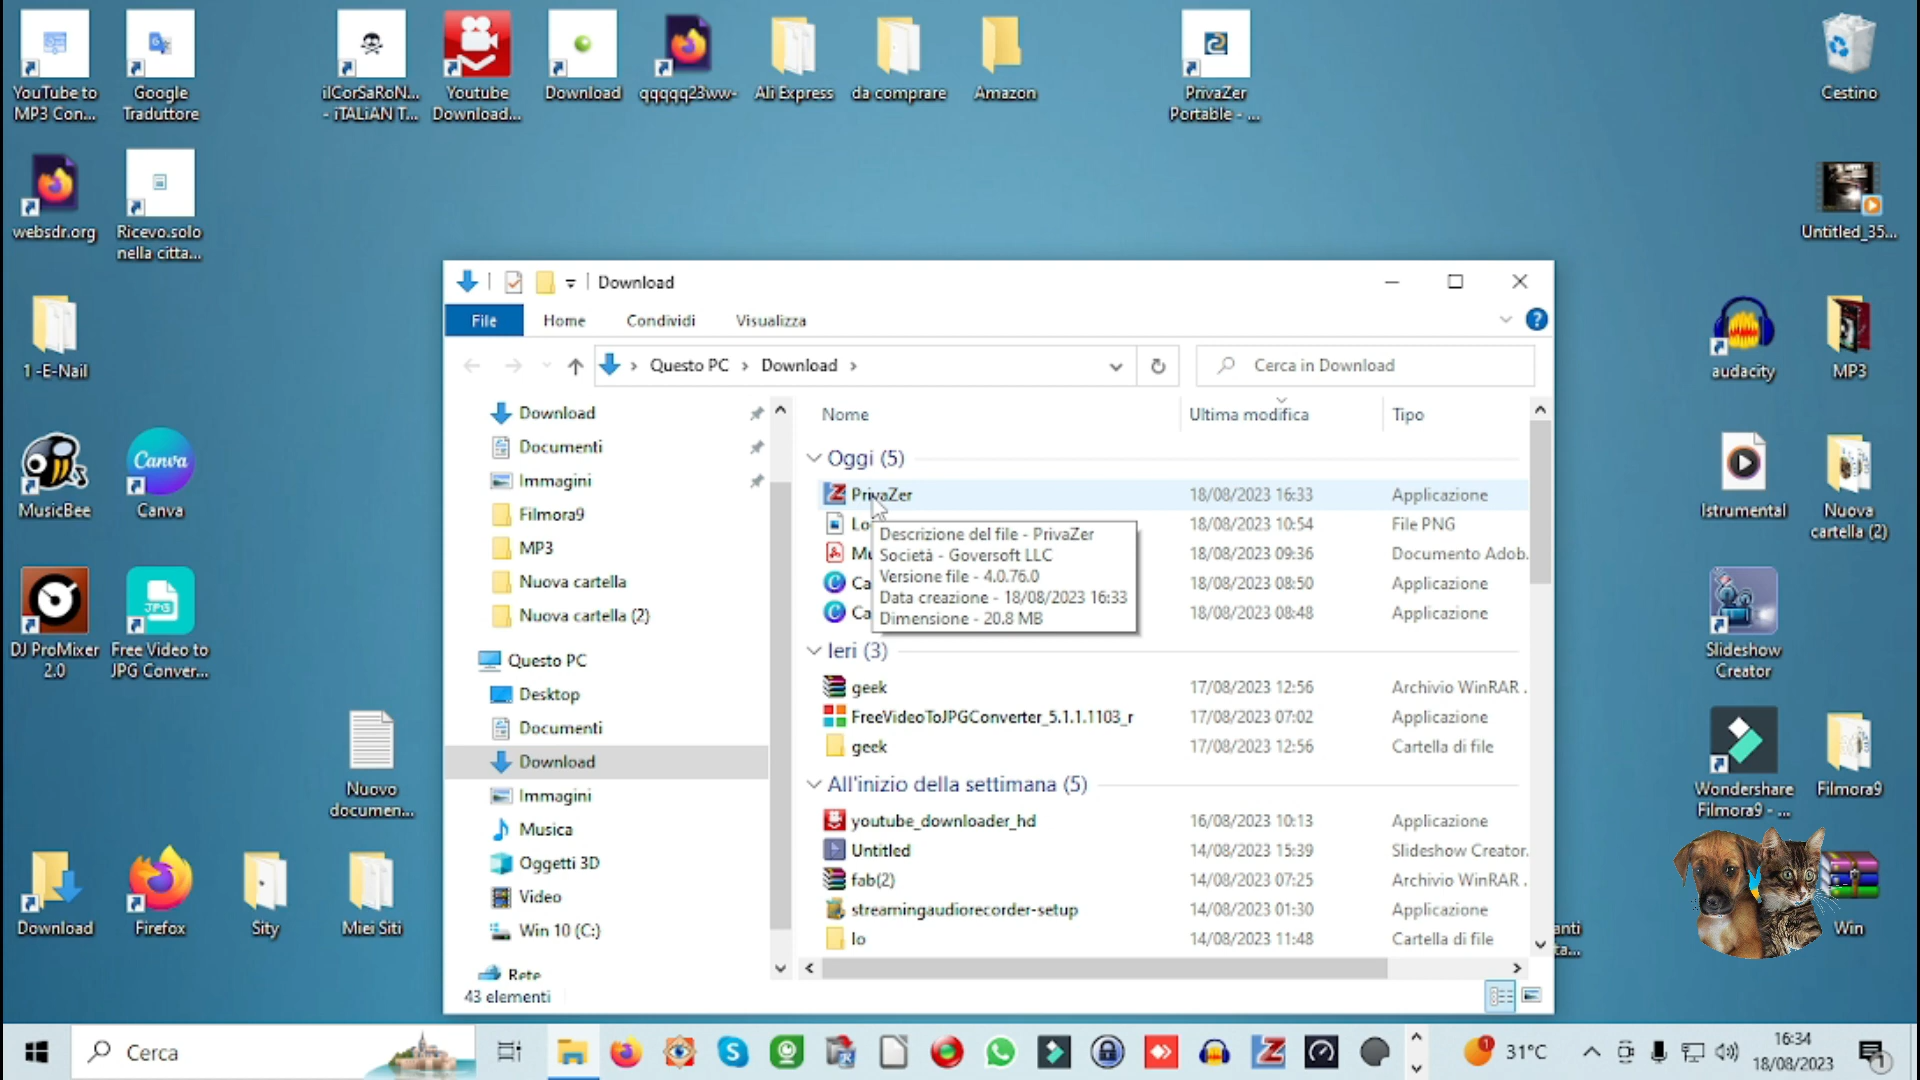 YouTube to
MP3 Con...
Google
Traduttore
ilCorSaRoN...
- iTALiAN T...
Youtube
Download...
Download
qqqqq23ww-
Ali Express
da comprare
Amazon
PrivaZer
Portable - ...
Cestino
websdr.org
Ricevo.solo
nella citta...
Untitled_35...
1 -E-Nail
audacity
MP3
Canva
MusicBee
Canva
Istrumental
Nuova
cartella (2)
JPG
DJ ProMixer
2.0
Free Video to
JPG Conver...
Slideshow
Creator
Nuovo
documen...
Wondershare
Filmora9 - ...
Filmora9
Download
Firefox
Sity
Miei Siti
anti
ta...
Win
Download
File
Home
Condividi
Visualizza
?
Questo PC
Download
Cerca in Download
Download
Documenti
Immagini
Filmora9
MP3
Nuova cartella
Nuova cartella (2)
Questo PC
Desktop
Documenti
Download
Immagini
Musica
Oggetti 3D
Video
Win 10 (C:)
Rete
Nome
Ultima modifica
Tipo
Oggi (5)
PrivaZer 18/08/2023 16:33 Applicazione
Lo 18/08/2023 10:54 File PNG
Mu 18/08/2023 09:36 Documento Adob.
Ca 18/08/2023 08:50 Applicazione
Ca 18/08/2023 08:48 Applicazione
Descrizione del file - PrivaZer
Società - Goversoft LLC
Versione file - 4.0.76.0
Data creazione - 18/08/2023 16:33
Dimensione - 20.8 MB
Ieri (3)
geek 17/08/2023 12:56 Archivio WinRAR .
FreeVideoToJPGConverter_5.1.1.1103_r 17/08/2023 07:02 Applicazione
geek 17/08/2023 12:56 Cartella di file
All'inizio della settimana (5)
youtube_downloader_hd 16/08/2023 10:13 Applicazione
Untitled 14/08/2023 15:39 Slideshow Creator.
fab(2) 14/08/2023 07:25 Archivio WinRAR .
streamingaudiorecorder-setup 14/08/2023 01:30 Applicazione
lo 14/08/2023 11:48 Cartella di file
43 elementi
Cerca
1
31°C
16:34
18/08/2023
1